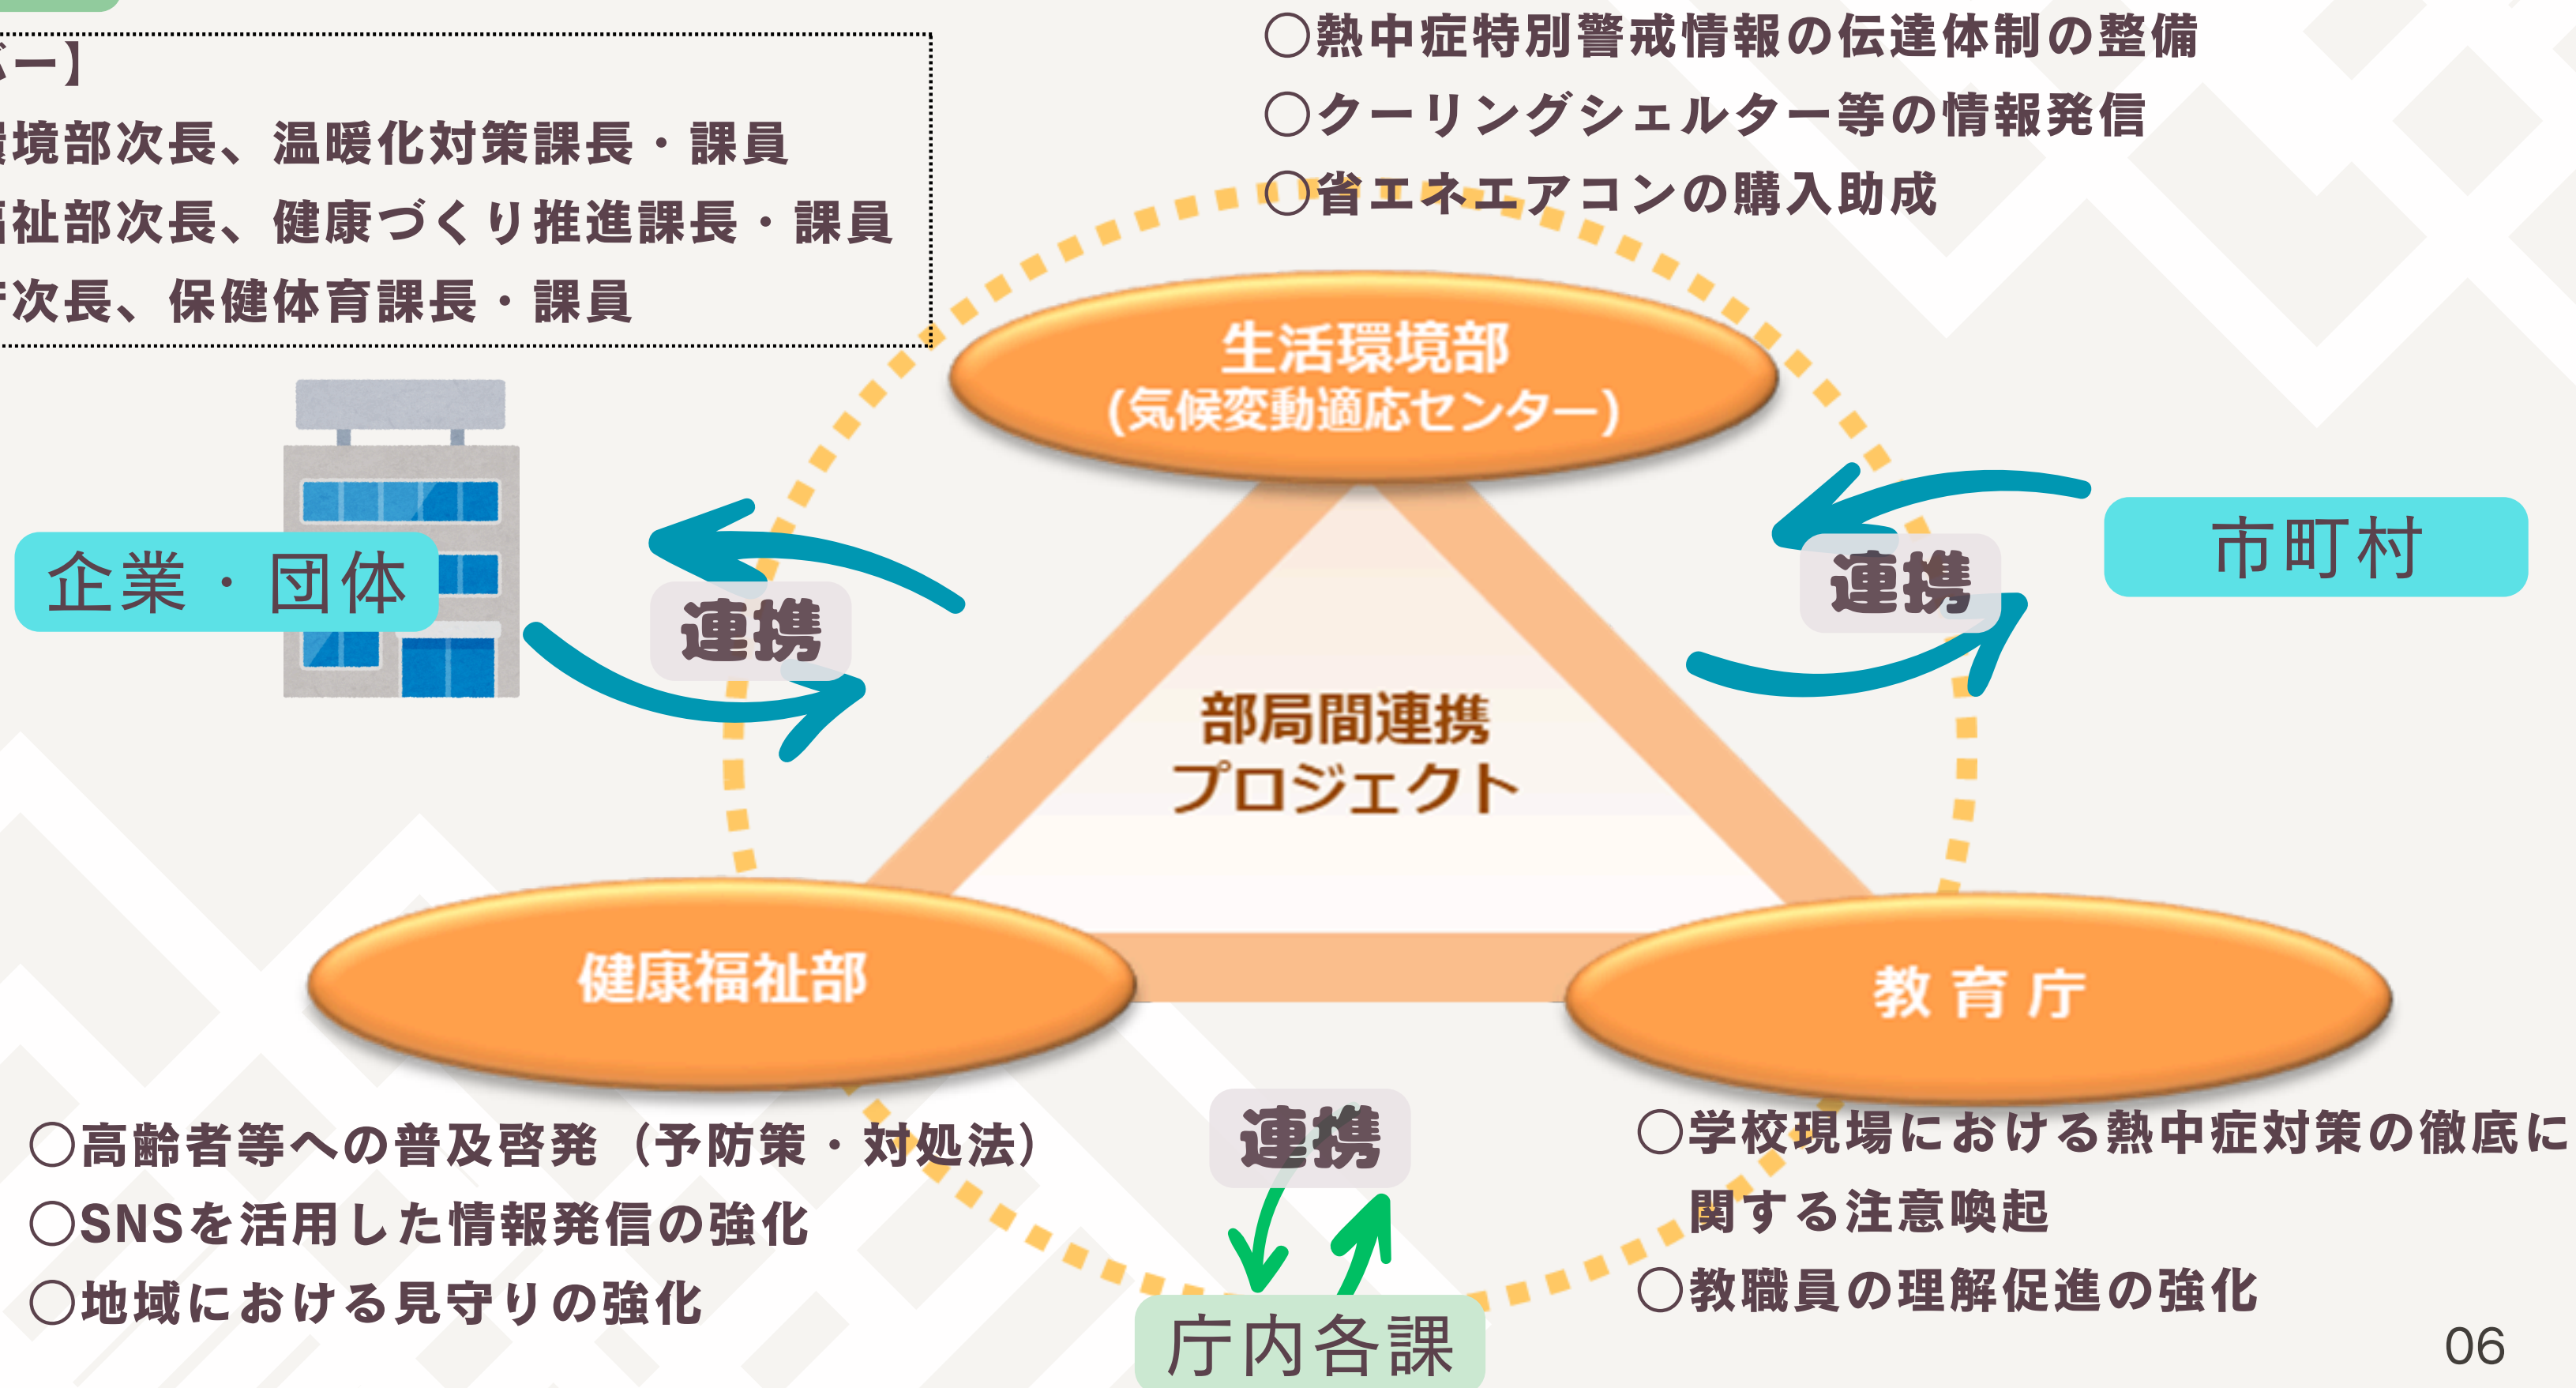 バー】
環境部次長、温暖化対策課長・課員
福祉部次長、健康づくり推進課長・課員
庁次長、保健体育課長・課員
○熱中症特別警戒情報の伝達体制の整備
○クーリングシェルター等の情報発信
○省エネエアコンの購入助成
生活環境部
(気候変動適応センター)
企業・団体
連携
連携
市町村
部局間連携
プロジェクト
健康福祉部
教育庁
○高齢者等への普及啓発（予防策・対処法）
○SNSを活用した情報発信の強化
○地域における見守りの強化
連携
庁内各課
○学校現場における熱中症対策の徹底に
関する注意喚起
○教職員の理解促進の強化
06